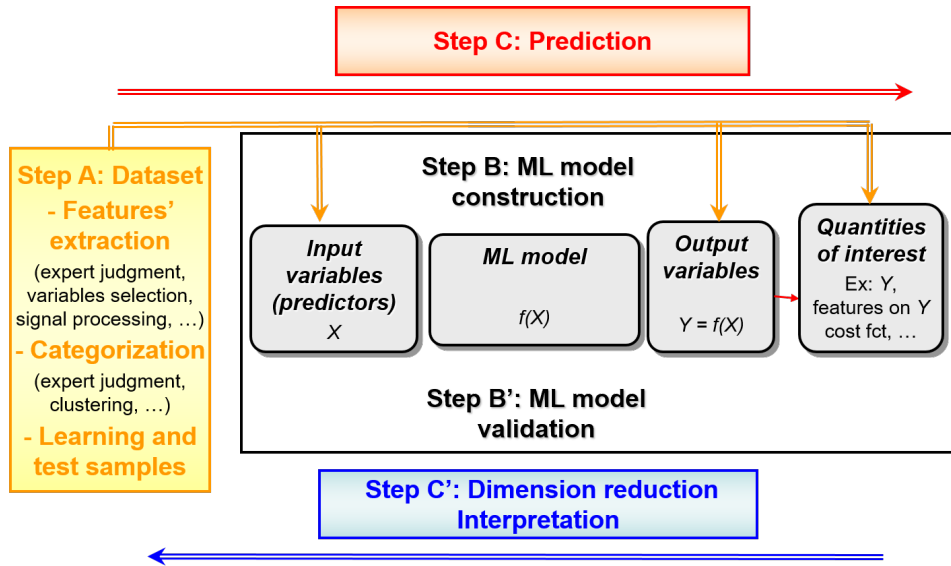 Step C: Prediction
Step A: Dataset
- Features’
extraction
(expert judgment,
variables selection,
signal processing, …)
- Categorization
(expert judgment,
clustering, …)
- Learning and
test samples
Step B: ML model
construction
Input
variables
(predictors)
X
ML model
f(X)
Output
variables
Y = f(X)
Quantities
of interest
Ex: Y,
features on Y
cost fct, …
Step B’: ML model
validation
Step C’: Dimension reduction
Interpretation